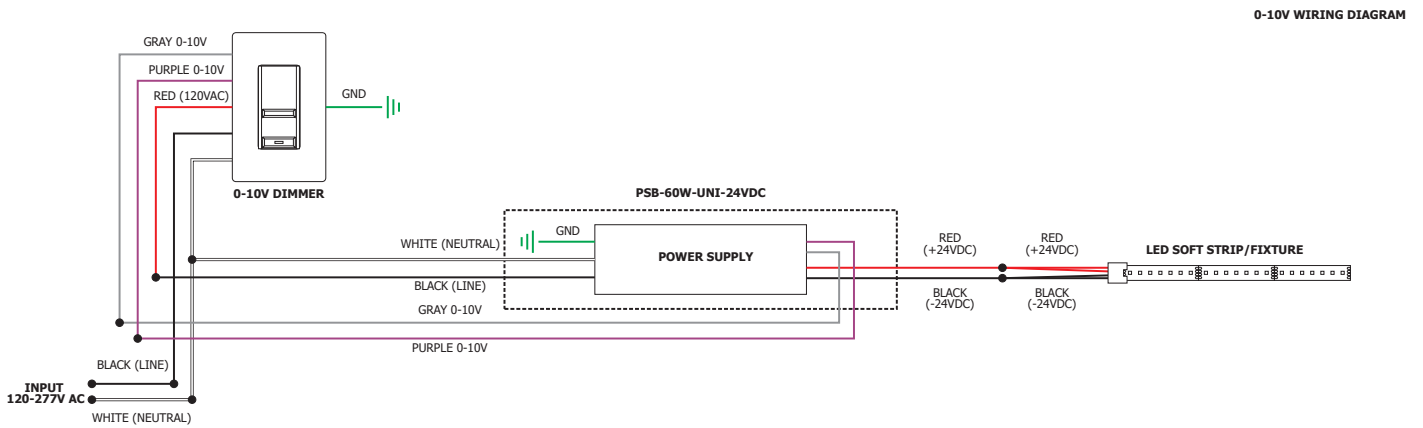 0-10V WIRING DIAGRAM
GRAY 0-10V
PURPLE 0-10V
RED (120VAC)
GND
0-10V DIMMER
PSB-60W-UNI-24VDC
WHITE (NEUTRAL)
GND
POWER SUPPLY
BLACK (LINE)
GRAY 0-10V
PURPLE 0-10V
RED
(+24VDC)
RED
(+24VDC)
BLACK
(-24VDC)
BLACK
(-24VDC)
LED SOFT STRIP/FIXTURE
BLACK (LINE)
INPUT
120-277V AC
WHITE (NEUTRAL)